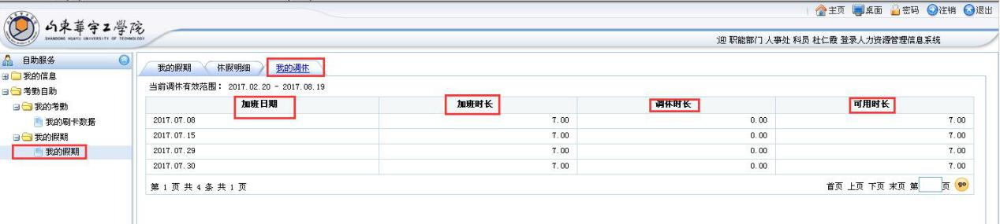 主页 桌面 密码 注销 退出
山東華宇工學院
SHANDONG HUAYU UNIVERSITY OF TECHNOLOGY
迎 职能部门 人事处 科员 杜仁霞 登录人力资源管理信息系统
自助服务
我的信息
考勤自助
我的考勤
我的刷卡数据
我的假期
我的假期
我的假期 休假明细 我的调休
当前调休有效范围： 2017.02.20 - 2017.08.19
加班日期 加班时长 调休时长 可用时长
2017.07.08 7.00 0.00 7.00
2017.07.15 7.00 0.00 7.00
2017.07.29 7.00 0.00 7.00
2017.07.30 7.00 0.00 7.00
第 1 页 共 4 条 共 1 页
首页 上页 下页 末页 第 页 go